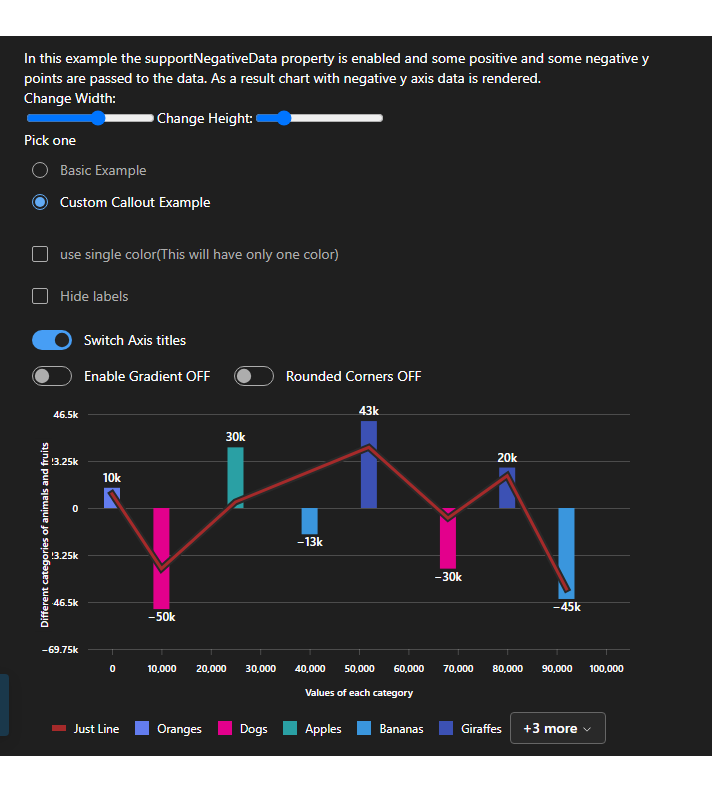 In this example the supportNegativeData property is enabled and some positive and some negative y
points are passed to the data. As a result chart with negative y axis data is rendered.
Change Width:
Change Height:
Pick one
Basic Example
Custom Callout Example
use single color(This will have only one color)
Hide labels
Switch Axis titles
Enable Gradient OFF Rounded Corners OFF
46.5k
3.25k
0
3.25k
-46.5k
−69.75k
Different categories of animals and fruits
10k
−50k
30k
−13k
43k
−30k
20k
−45k
0 10,000 20,000 30,000 40,000 50,000 60,000 70,000 80,000 90,000 100,000
Values of each category
Just Line Oranges Dogs Apples Bananas Giraffes +3 more